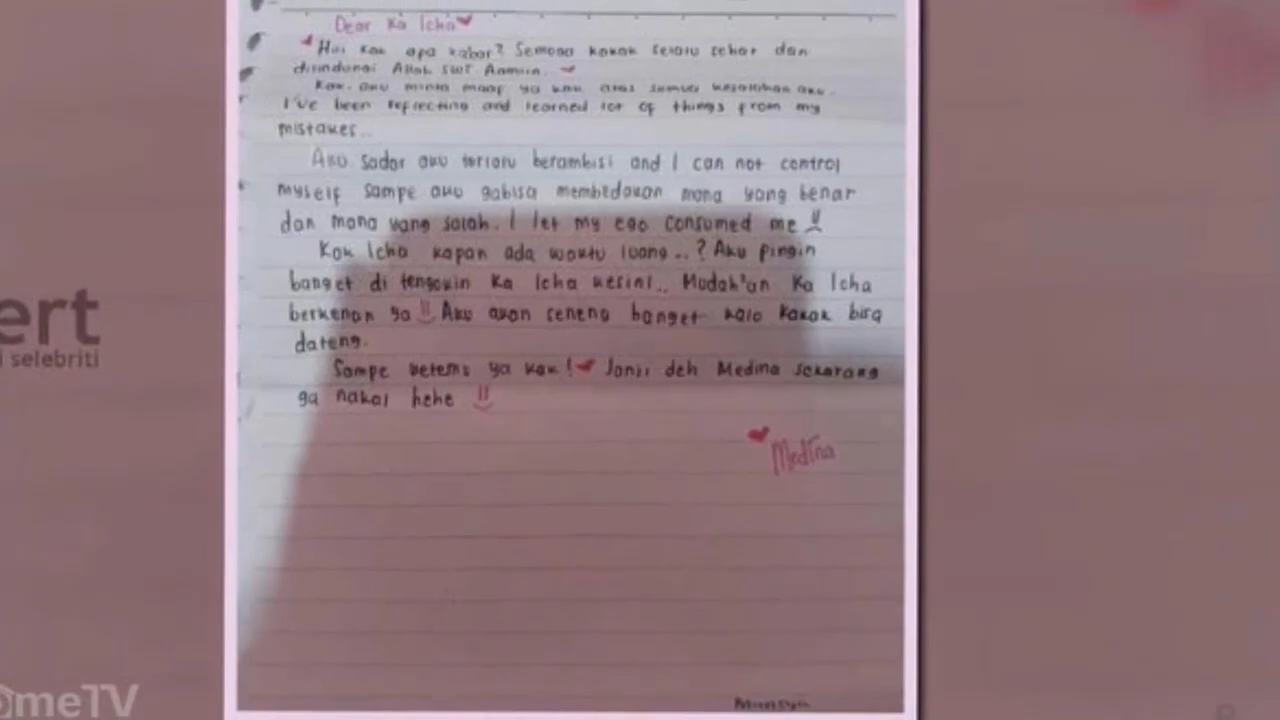 Dear Ka Icha
Hai Kak apa kabar? Semoga kakak selalu sehat dan
dilindungi Allah SWT Aamiin.
Kak.. aku minta maaf ya kak atas semua kesalahan aku.
I've been reflecting and learned lot of things from my
mistakes..
Aku sadar aku terlalu berambisi and I can not control
myself sampe aku gabisa membedakan mana yang benar
dan mana yang salah. I let my ego consumed me
Kak Icha kapan ada waktu luang..? Aku pingin
banget di tengokin Ka Icha kesini.. Mudah"an Ka Icha
berkenan ya Aku akan seneng banget kalo kakak bisa
dateng.
Sampe ketemu ya kak! Janji deh Medina sekarang
ga nakal hehe
Medina
ert
i selebriti
omeTV